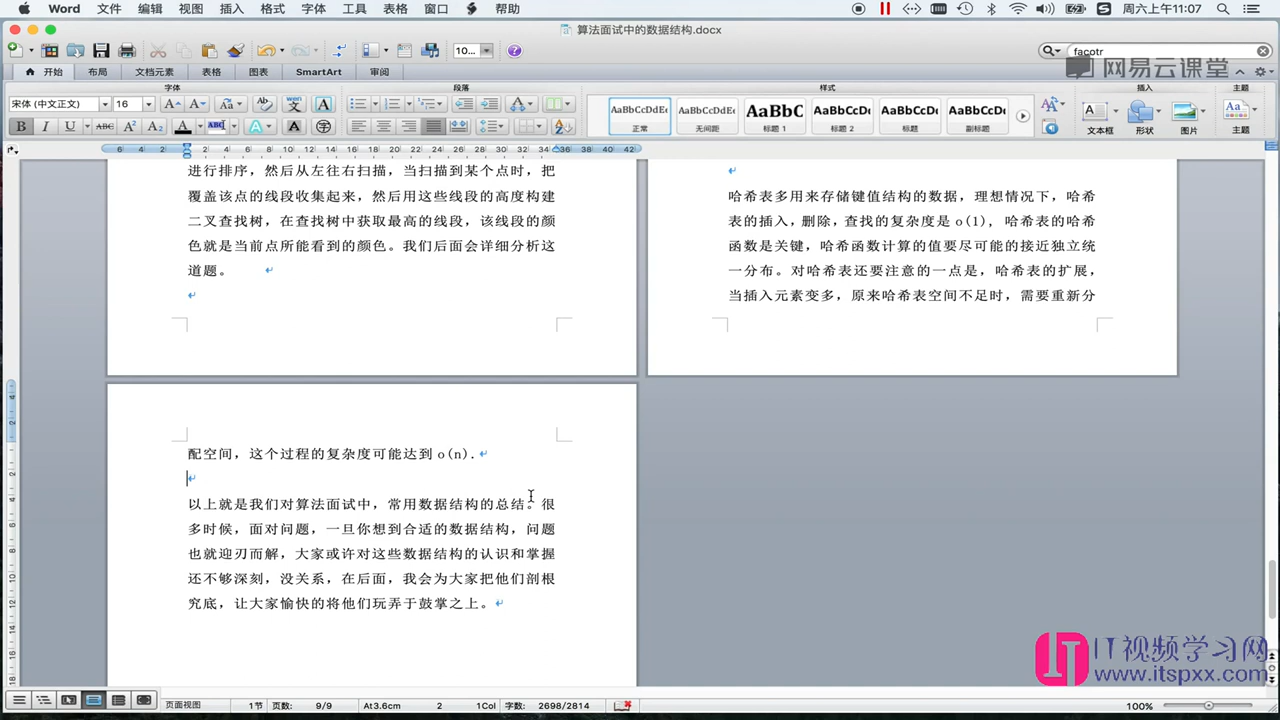 Word 文件 编辑 视图 插入 格式 字体 工具 表格 窗口 帮助 周六上午11:07
算法面试中的数据结构.docx
10... facotr
网易云课堂
开始 布局 文档元素 表格 图表 SmartArt 审阅
字体 段落 样式 插入 主题
宋体 (中文正文) 16
AaBbCcDdEe AaBbCcDdEe AaBbC AaBbCcDc AaBbCcDc AaBbCcDc
正常 无间距 标题 1 标题 2 标题 副标题 文本框 形状 图片 主题
进行排序，然后从左往右扫描，当扫描到某个点时，把
覆盖该点的线段收集起来，然后用这些线段的高度构建
二叉查找树，在查找树中获取最高的线段，该线段的颜
色就是当前点所能看到的颜色。我们后面会详细分析这
道题。
哈希表多用来存储键值结构的数据，理想情况下，哈希
表的插入，删除，查找的复杂度是 o(1)，哈希表的哈希
函数是关键，哈希函数计算的值要尽可能的接近独立统
一分布。对哈希表还要注意的一点是，哈希表的扩展，
当插入元素变多，原来哈希表空间不足时，需要重新分
配空间，这个过程的复杂度可能达到 o(n).
以上就是我们对算法面试中，常用数据结构的总结。很
多时候，面对问题，一旦你想到合适的数据结构，问题
也就迎刃而解，大家或许对这些数据结构的认识和掌握
还不够深刻，没关系，在后面，我会为大家把他们剖根
究底，让大家愉快的将他们玩弄于鼓掌之上。
IT视频学习网
www.itspxx.com
页面视图 1节 页数: 9/9 At3.6cm 2 1Col 字数: 2698/2814 100%